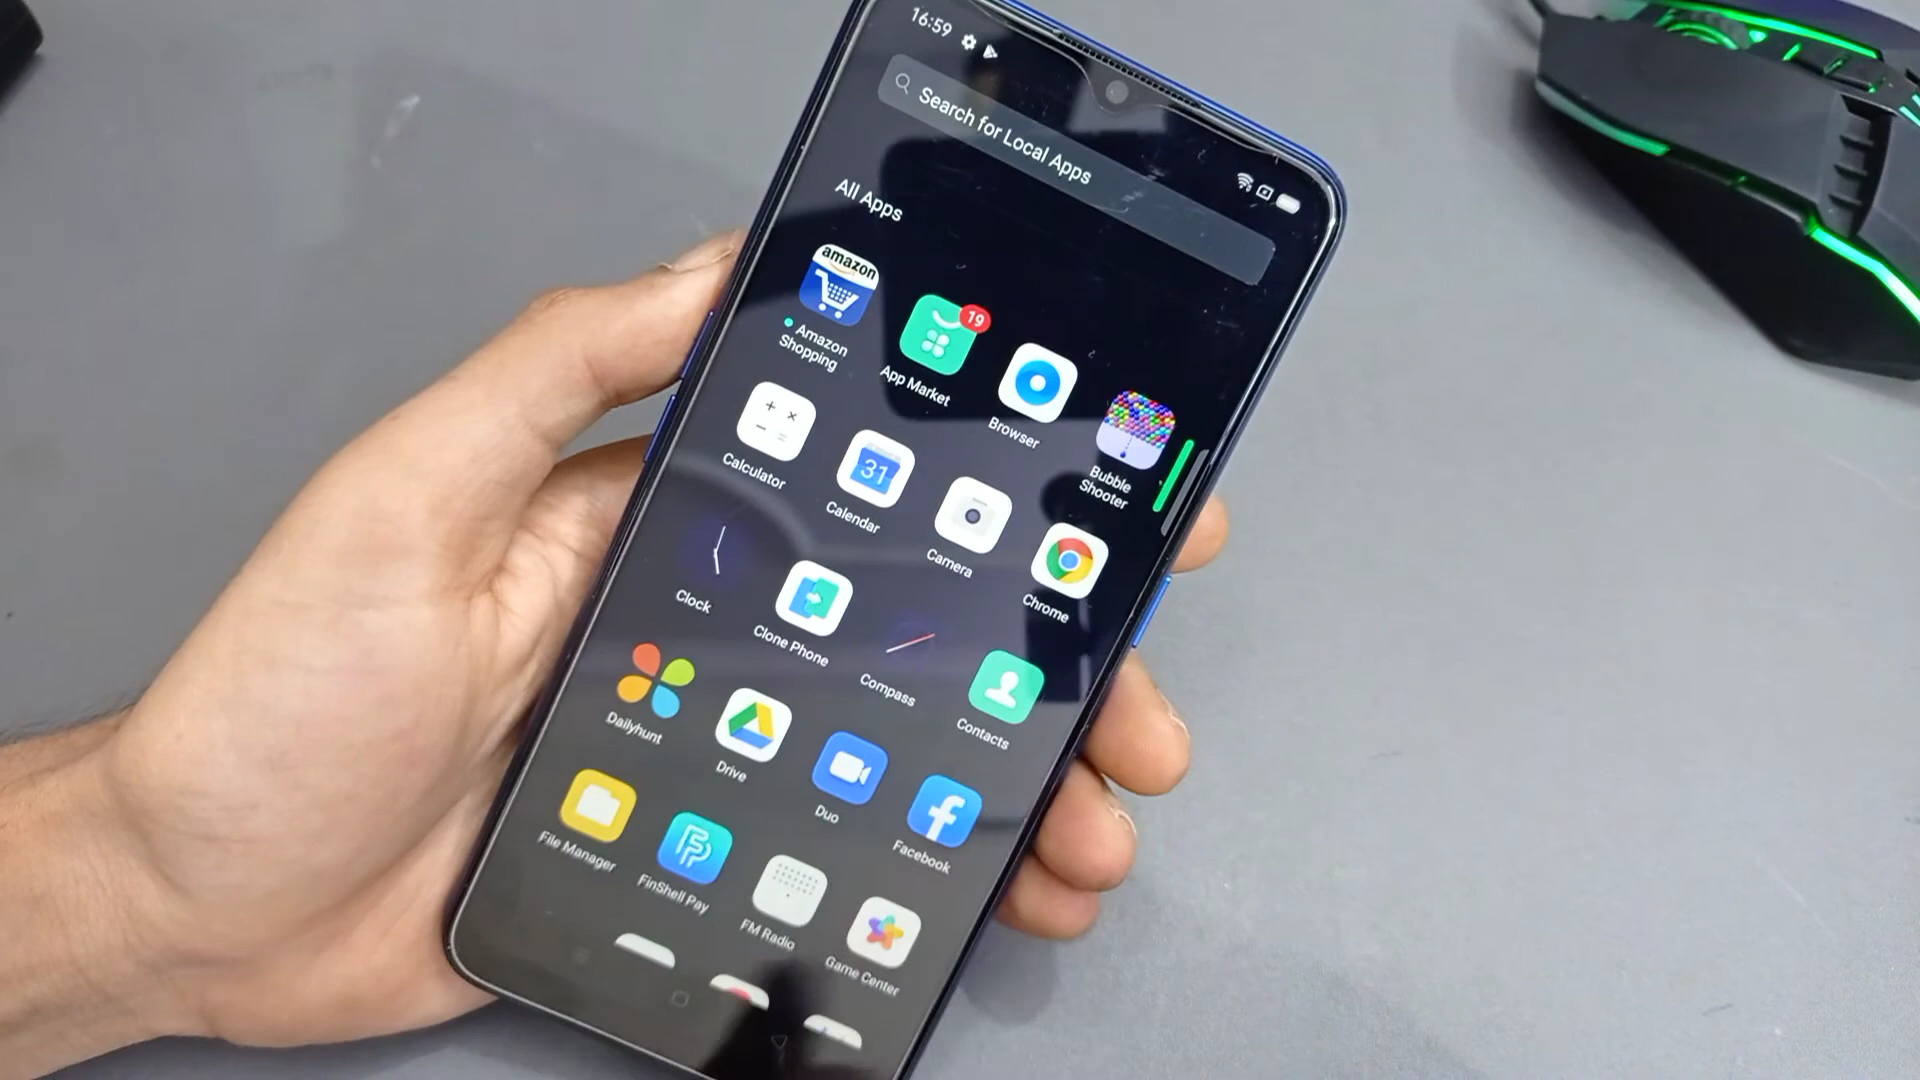 16:59
Search for Local Apps
All Apps
amazon
Amazon
Shopping
19
App Market
Browser
Bubble
Shooter
Calculator
31
Calendar
Camera
Chrome
Clock
Clone Phone
Compass
Contacts
Dailyhunt
Drive
Duo
Facebook
File Manager
FinShell Pay
FM Radio
Game Center